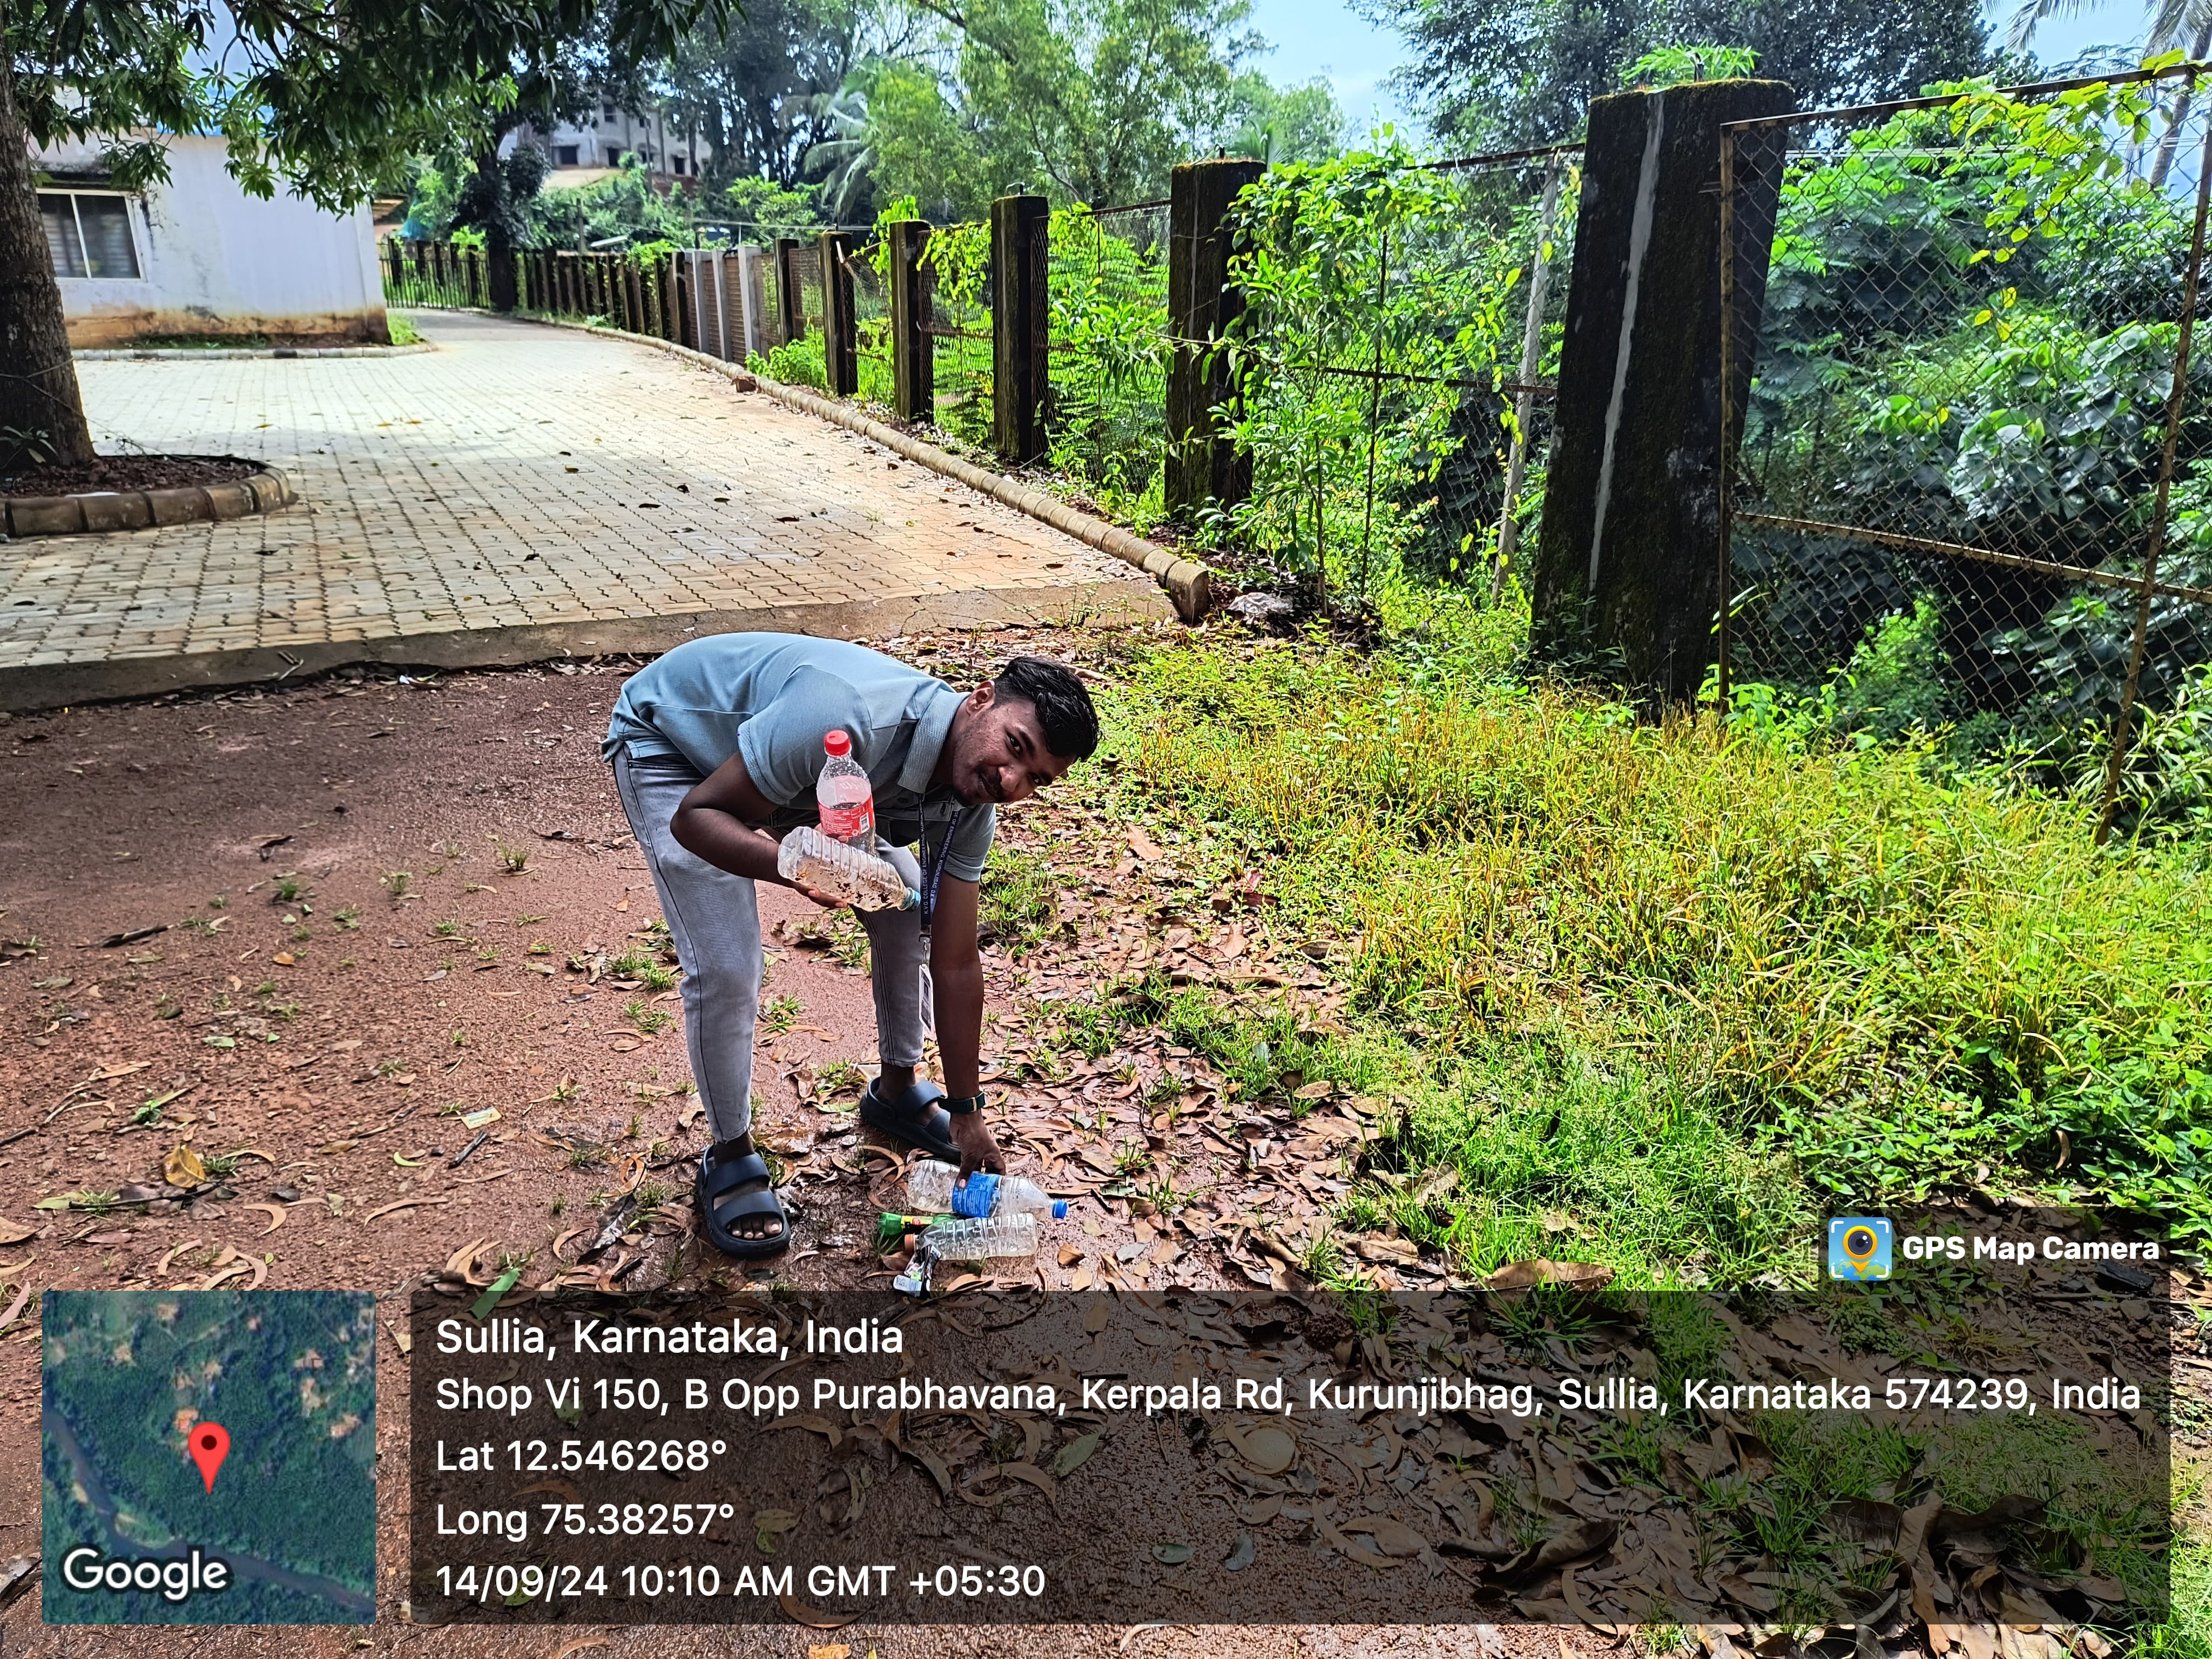 GPS Map Camera
Sullia, Karnataka, India
Shop Vi 150, B Opp Purabhavana, Kerpala Rd, Kurunjibhag, Sullia, Karnataka 574239, India
Lat 12.546268°
Long 75.38257°
14/09/24 10:10 AM GMT +05:30
Google